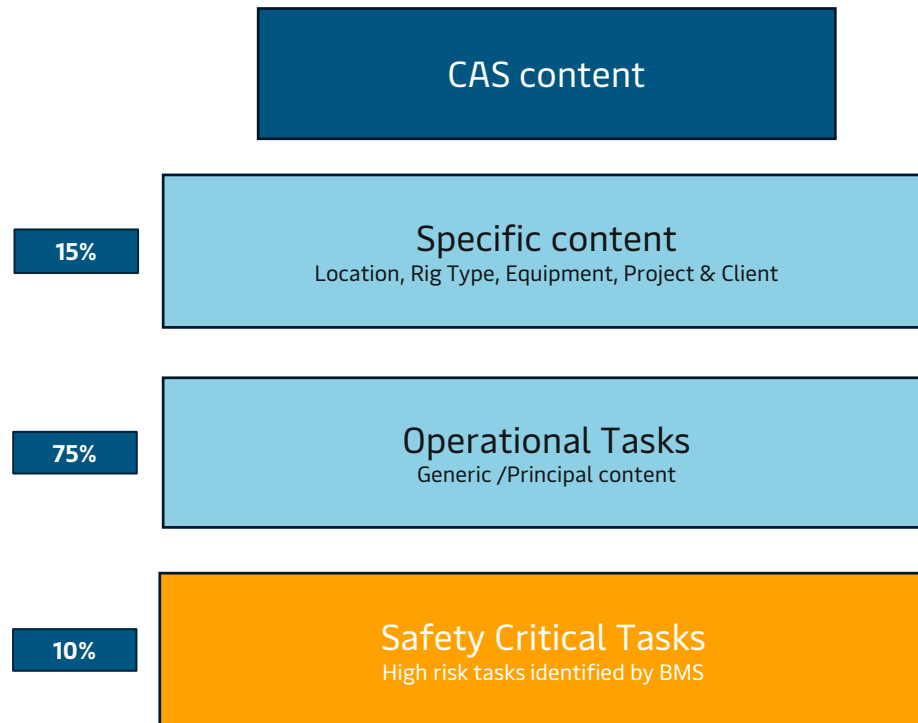 CAS content
Specific content
Location, Rig Type, Equipment, Project & Client
15%
Operational Tasks
Generic /Principal content
75%
Safety Critical Tasks
High risk tasks identified by BMS
10%